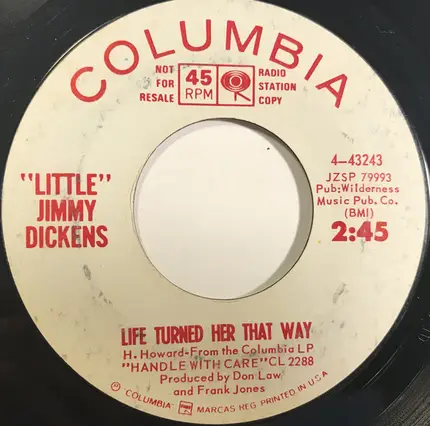 COLUMBIA
NOT FOR RESALE
45 RPM
RADIO STATION COPY
"LITTLE"
JIMMY
DICKENS
4-43243
JZSP 79993
Pub: Wilderness
Music Pub. Co.
(BMI)
2:45
LIFE TURNED HER THAT WAY
H. Howard-From the Columbia LP
"HANDLE WITH CARE" CL 2288
Produced by Don Law
and Frank Jones
© COLUMBIA MARCAS REG. PRINTED IN U.S.A.